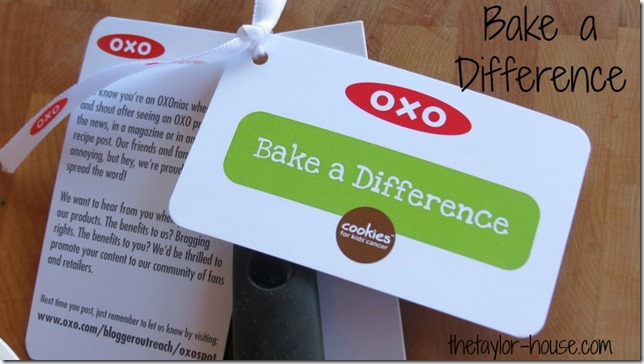 Bake a
Difference
OXO
know you're an OXOniac whe
and shout after seeing an OXO p
the news, in a magazine or in an
recipe post. Our friends and fam
annoying, but hey, we're proud
spread the word!
We want to hear from you whe
our products. The benefits to us? Bragging
rights. The benefits to you? We'd be thrilled to
promote your content to our community of fans
and retailers.
Next time you post, just remember to let us know by visiting:
www.oxo.com/bloggeroutreach/oxospot
OXO
OXO
Bake a Difference
cookies
for kids' cancer
thetaylor-house.com